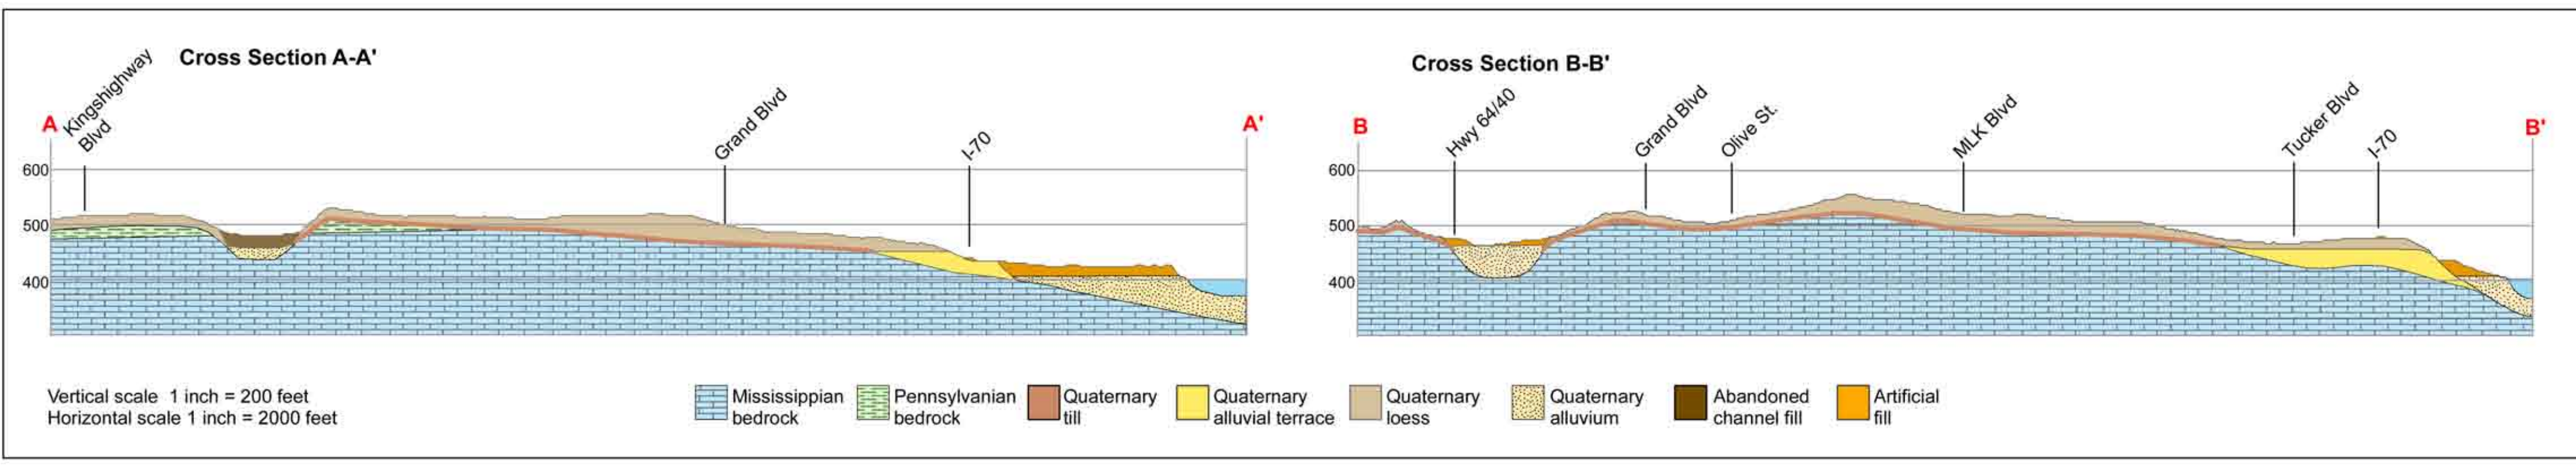 Cross Section A-A'
Cross Section B-B'
A
Kingshighway
Blvd
Grand Blvd
I-70
A'
B
Hwy 64/40
Grand Blvd
Olive St.
MLK Blvd
Tucker Blvd
I-70
B'
600
500
400
600
500
400
Vertical scale 1 inch = 200 feet
Horizontal scale 1 inch = 2000 feet
Mississippian
bedrock
Pennsylvanian
bedrock
Quaternary
till
Quaternary
alluvial terrace
Quaternary
loess
Quaternary
alluvium
Abandoned
channel fill
Artificial
fill